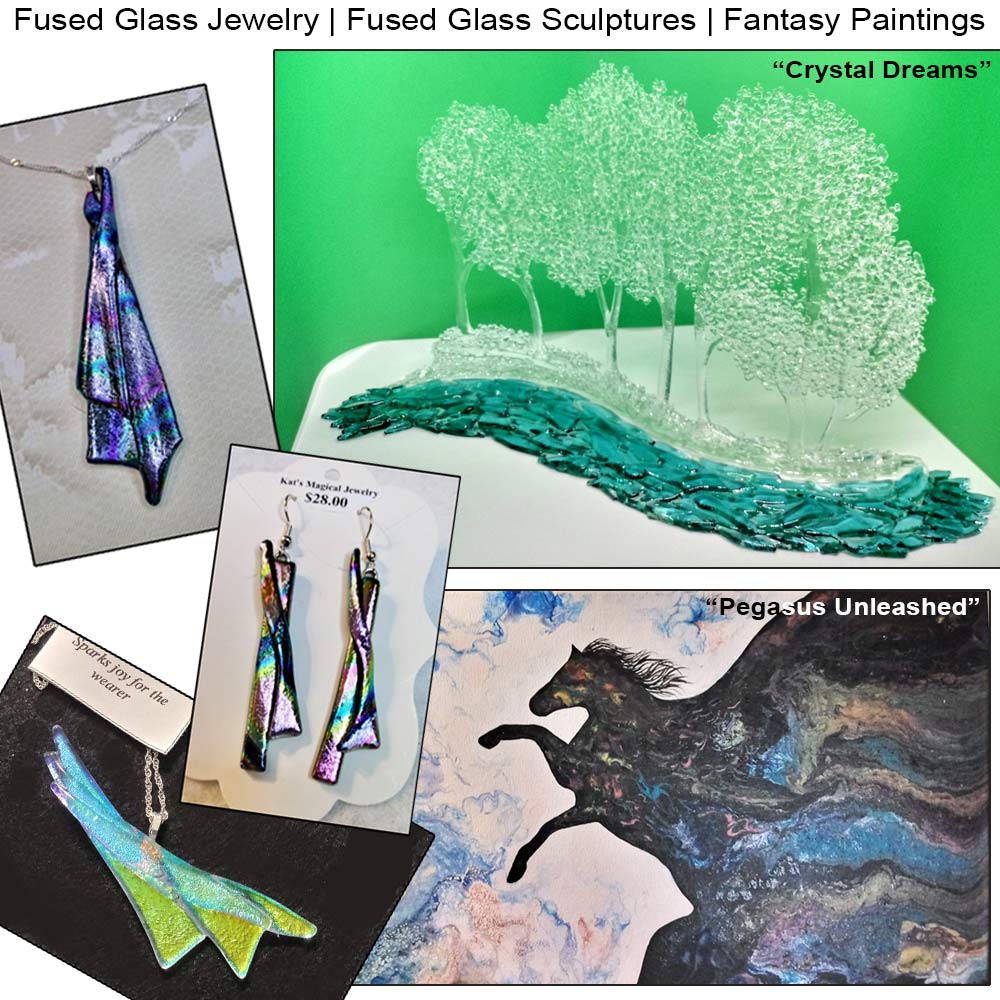 Fused Glass Jewelry | Fused Glass Sculptures | Fantasy Paintings
“Crystal Dreams”
Kat's Magical Jewelry
$28.00
“Pegasus Unleashed”
Sparks joy for the
wearer